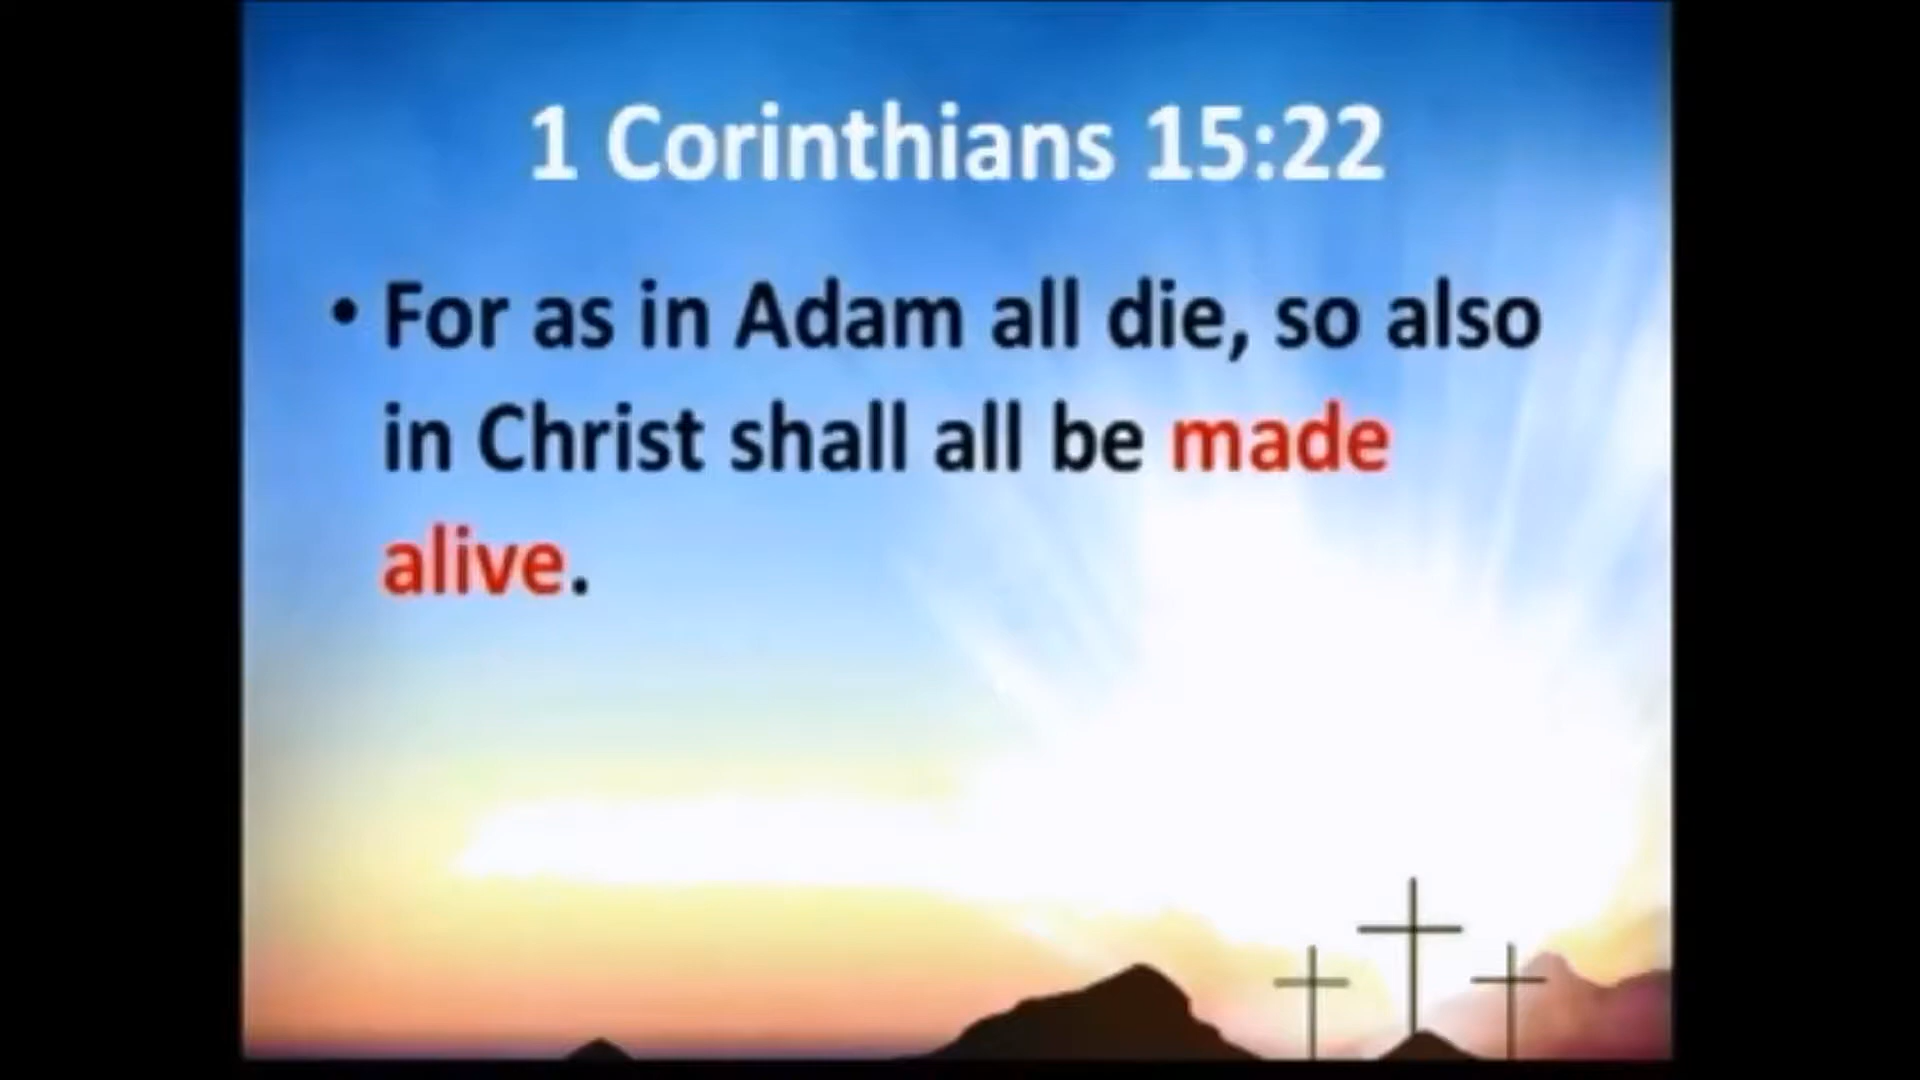 1 Corinthians 15:22
• For as in Adam all die, so also
in Christ shall all be made
alive.